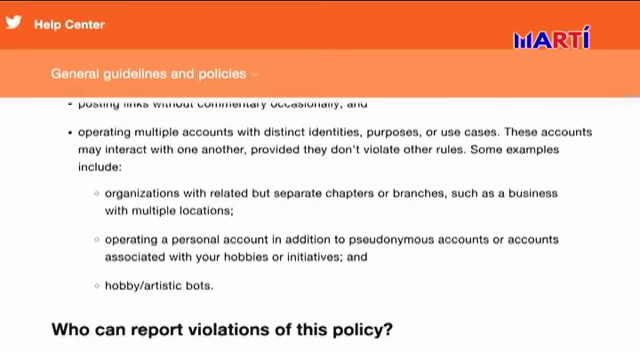 Help Center
MARTÍ
General guidelines and policies
posting links without commentary occasionally; and
operating multiple accounts with distinct identities, purposes, or use cases. These accounts
may interact with one another, provided they don't violate other rules. Some examples
include:
organizations with related but separate chapters or branches, such as a business
with multiple locations;
operating a personal account in addition to pseudonymous accounts or accounts
associated with your hobbies or initiatives; and
hobby/artistic bots.
Who can report violations of this policy?